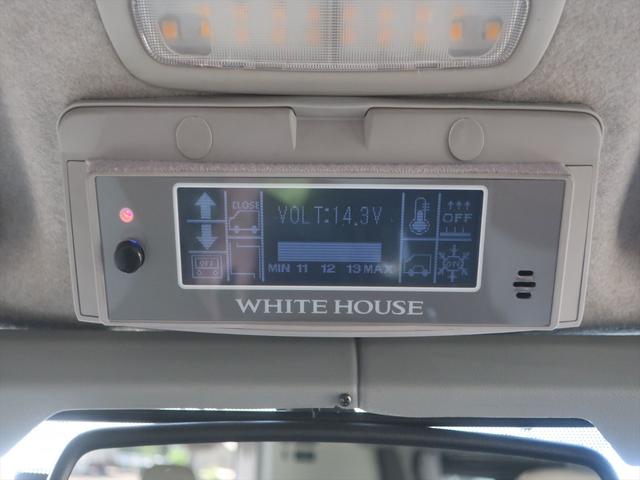 CLOSE
VOLT:14.3V
OFF
OFF
MIN 11 12 13 MAX
WHITE HOUSE